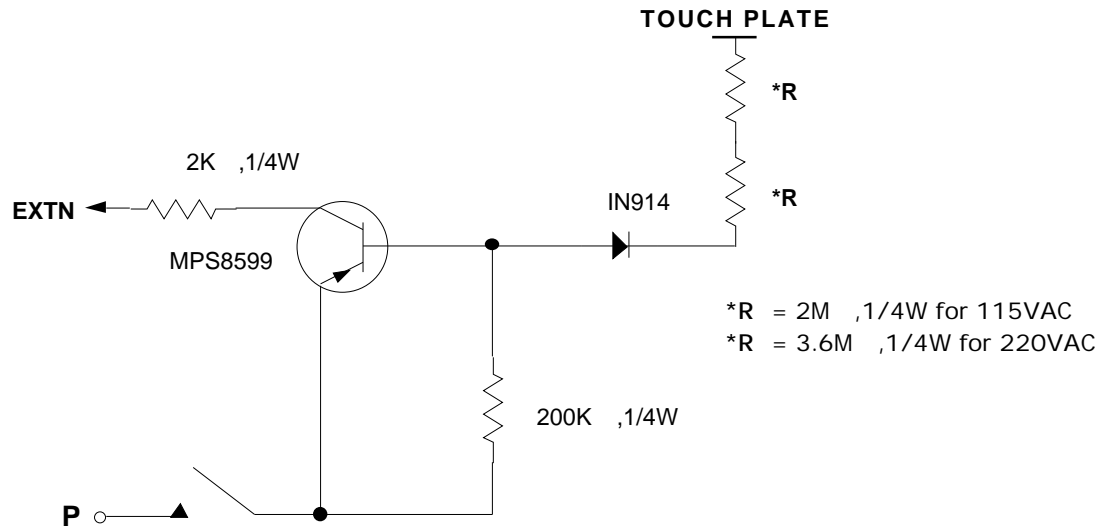 TOUCH PLATE
*R
2K ,1/4W
*R
EXTN
IN914
MPS8599
*R = 2M ,1/4W for 115VAC
*R = 3.6M ,1/4W for 220VAC
200K ,1/4W
P